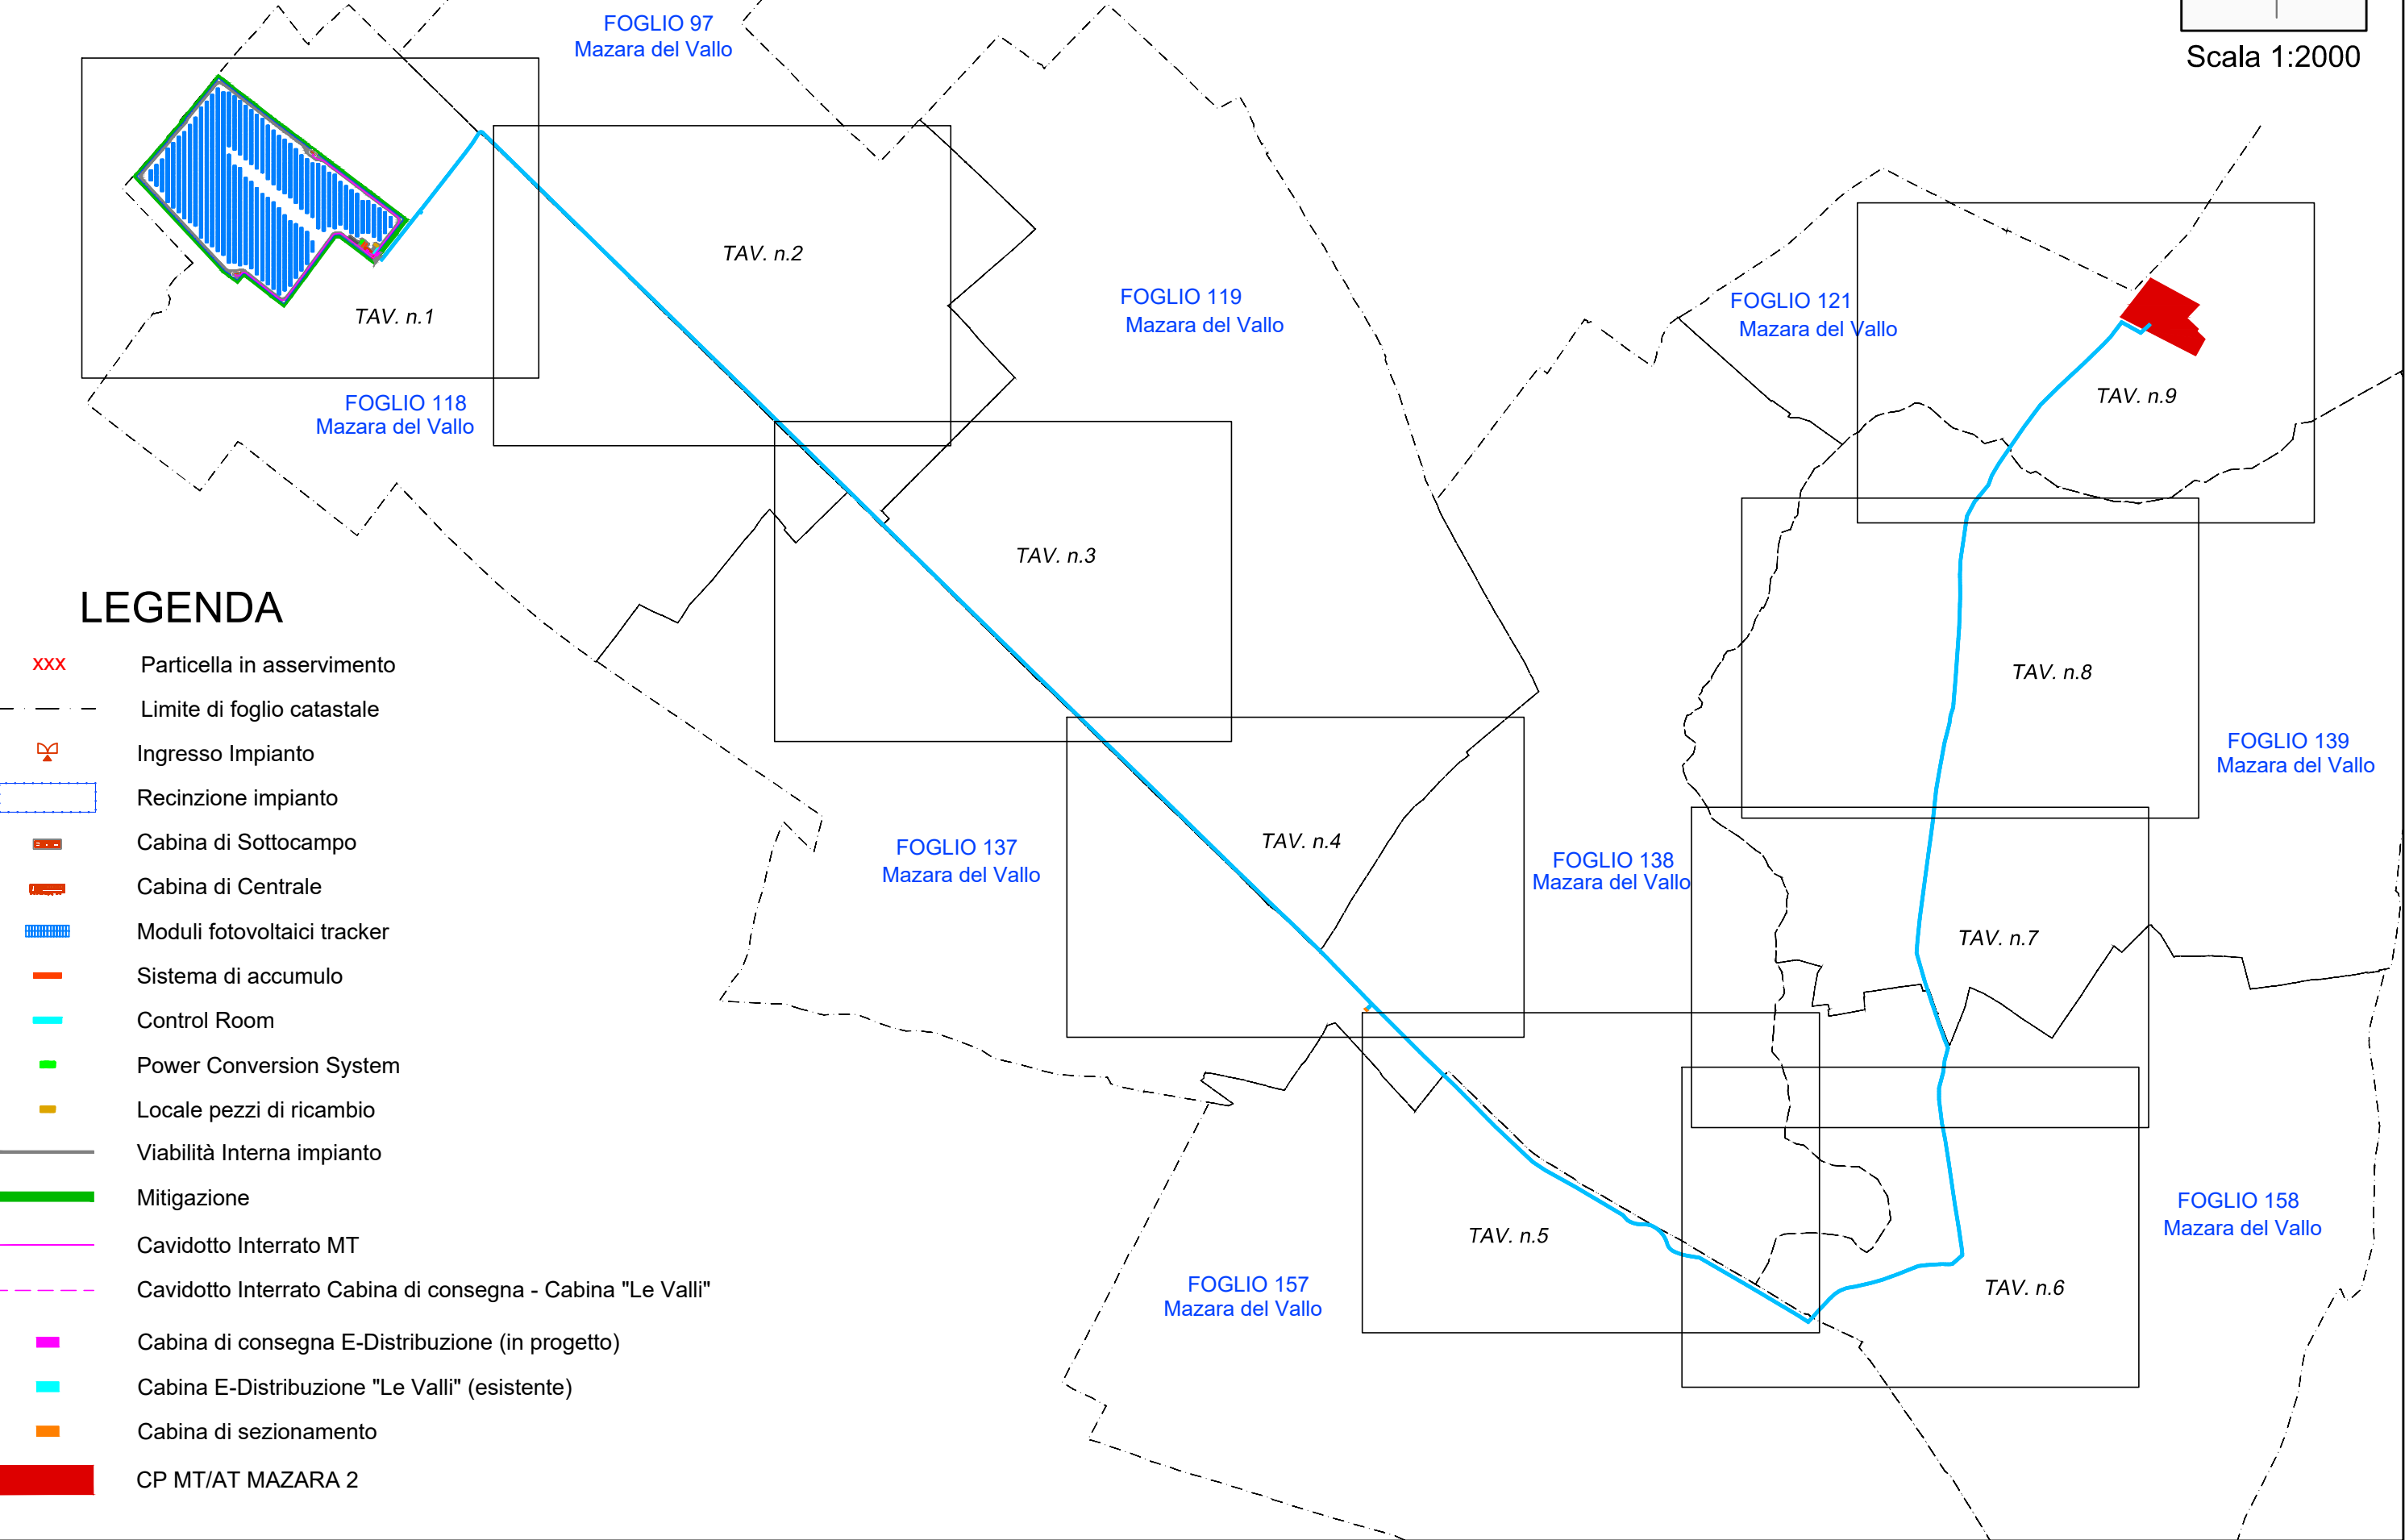 FOGLIO 97
Mazara del Vallo
Scala 1:2000
TAV. n.2
TAV. n.1
FOGLIO 119
Mazara del Vallo
FOGLIO 121
Mazara del Vallo
TAV. n.9
FOGLIO 118
Mazara del Vallo
TAV. n.3
TAV. n.8
FOGLIO 139
Mazara del Vallo
TAV. n.4
FOGLIO 137
Mazara del Vallo
FOGLIO 138
Mazara del Vallo
TAV. n.7
TAV. n.5
FOGLIO 158
Mazara del Vallo
FOGLIO 157
Mazara del Vallo
TAV. n.6
LEGENDA
xxx Particella in asservimento
Limite di foglio catastale
Ingresso Impianto
Recinzione impianto
Cabina di Sottocampo
Cabina di Centrale
Moduli fotovoltaici tracker
Sistema di accumulo
Control Room
Power Conversion System
Locale pezzi di ricambio
Viabilità Interna impianto
Mitigazione
Cavidotto Interrato MT
Cavidotto Interrato Cabina di consegna - Cabina "Le Valli"
Cabina di consegna E-Distribuzione (in progetto)
Cabina E-Distribuzione "Le Valli" (esistente)
Cabina di sezionamento
CP MT/AT MAZARA 2